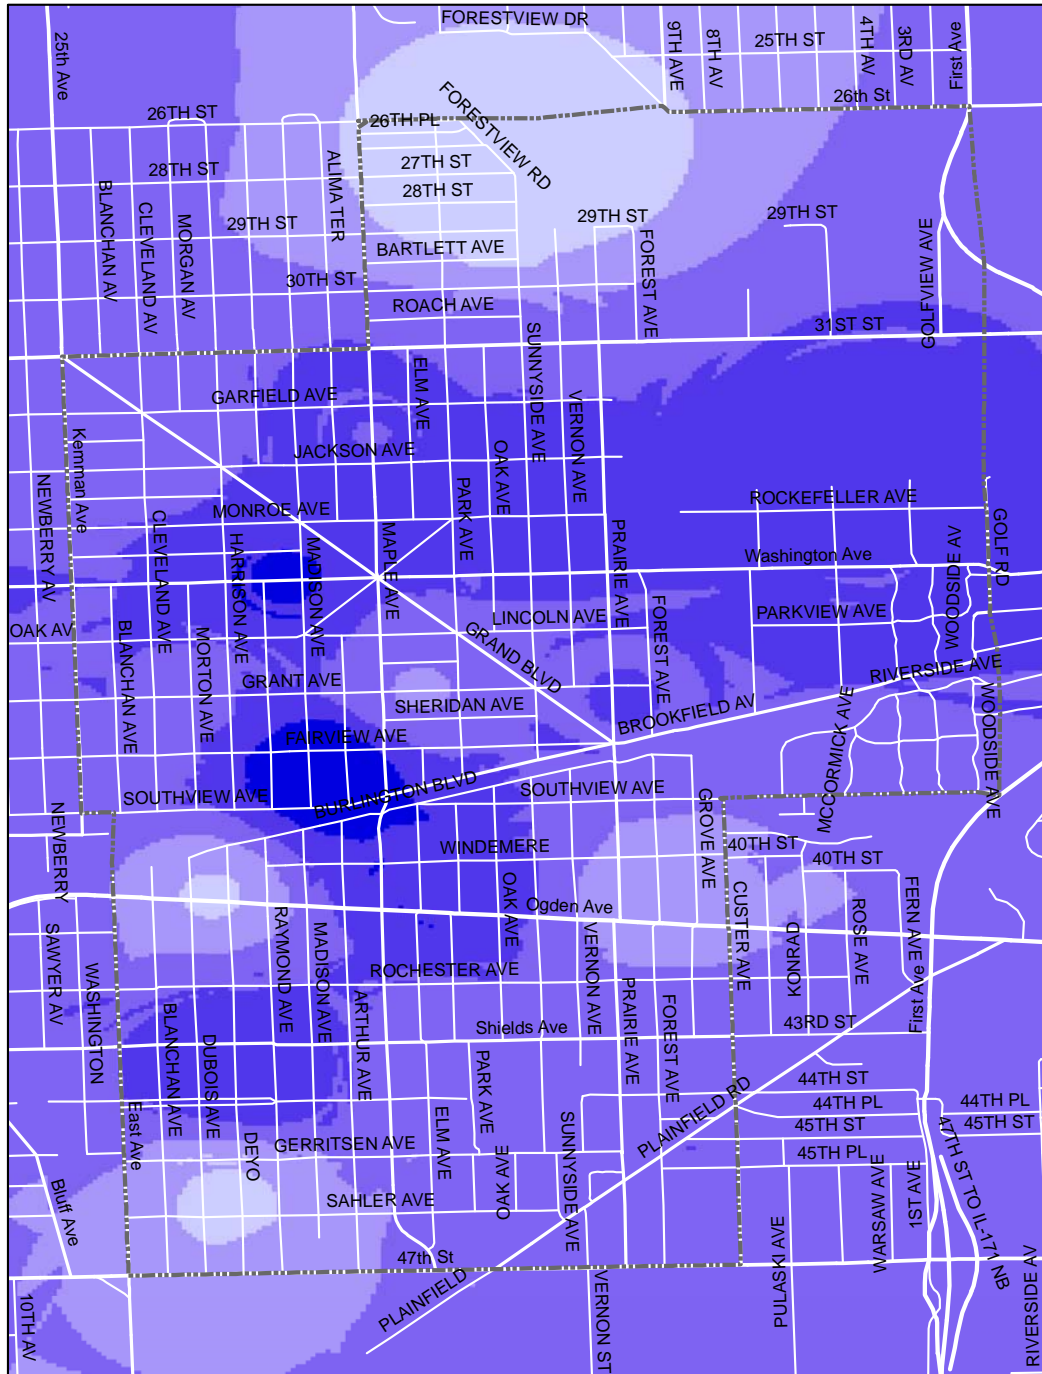 FORESTVIEW DR
25th Ave
9TH AVE
8TH AV
25TH ST
4TH AV
3RD AV
First Ave
26th St
26TH ST
26TH PL
FORESTVIEW RD
28TH ST
27TH ST
28TH ST
ALIMA TER
BLANCHAN AV
CLEVELAND AV
MORGAN AV
29TH ST
29TH ST
29TH ST
BARTLETT AVE
FOREST AVE
GOLFVIEW AVE
30TH ST
ROACH AVE
31ST ST
SUNNYSIDE AVE
ELM AVE
GARFIELD AVE
VERNON AVE
Kemman Ave
JACKSON AVE
OAK AVE
NEWBERRY AV
PARK AVE
ROCKEFELLER AVE
MONROE AVE
CLEVELAND AVE
HARRISON AVE
MADISON AVE
MAPLE AVE
PRAIRIE AVE
GOLF RD
Washington Ave
WOODSIDE AV
OAK AV
LINCOLN AVE
FOREST AVE
PARKVIEW AVE
BLANCHAN AVE
MORTON AVE
GRAND BLVD
RIVERSIDE AVE
GRANT AVE
SHERIDAN AVE
BROOKFIELD AV
MCCORMICK AVE
WOODSIDE AVE
FAIRVIEW AVE
SOUTHVIEW AVE
BURLINGTON BLVD
SOUTHVIEW AVE
GROVE AVE
NEWBERRY
WINDEMERE
40TH ST
40TH ST
OAK AVE
Ogden Ave
CUSTER AVE
FERN AVE
SAWYER AV
RAYMOND AVE
MADISON AVE
VERNON AVE
KONRAD
ROSE AVE
WASHINGTON
ROCHESTER AVE
First Ave
BLANCHAN AVE
DUBOIS AVE
ARTHUR AVE
Shields Ave
PRAIRIE AVE
FOREST AVE
43RD ST
PARK AVE
44TH ST
44TH PL
44TH PL
East Ave
ELM AVE
SUNNYSIDE AVE
PLAINFIELD RD
45TH ST
45TH ST
DEYO
GERRITSEN AVE
OAK AVE
45TH PL
Bluff Ave
SAHLER AVE
WARSAW AVE
1ST AVE
47TH ST TO IL-171 NB
47th St
PULASKI AVE
PLAINFIELD
10TH AV
VERNON ST
RIVERSIDE AV